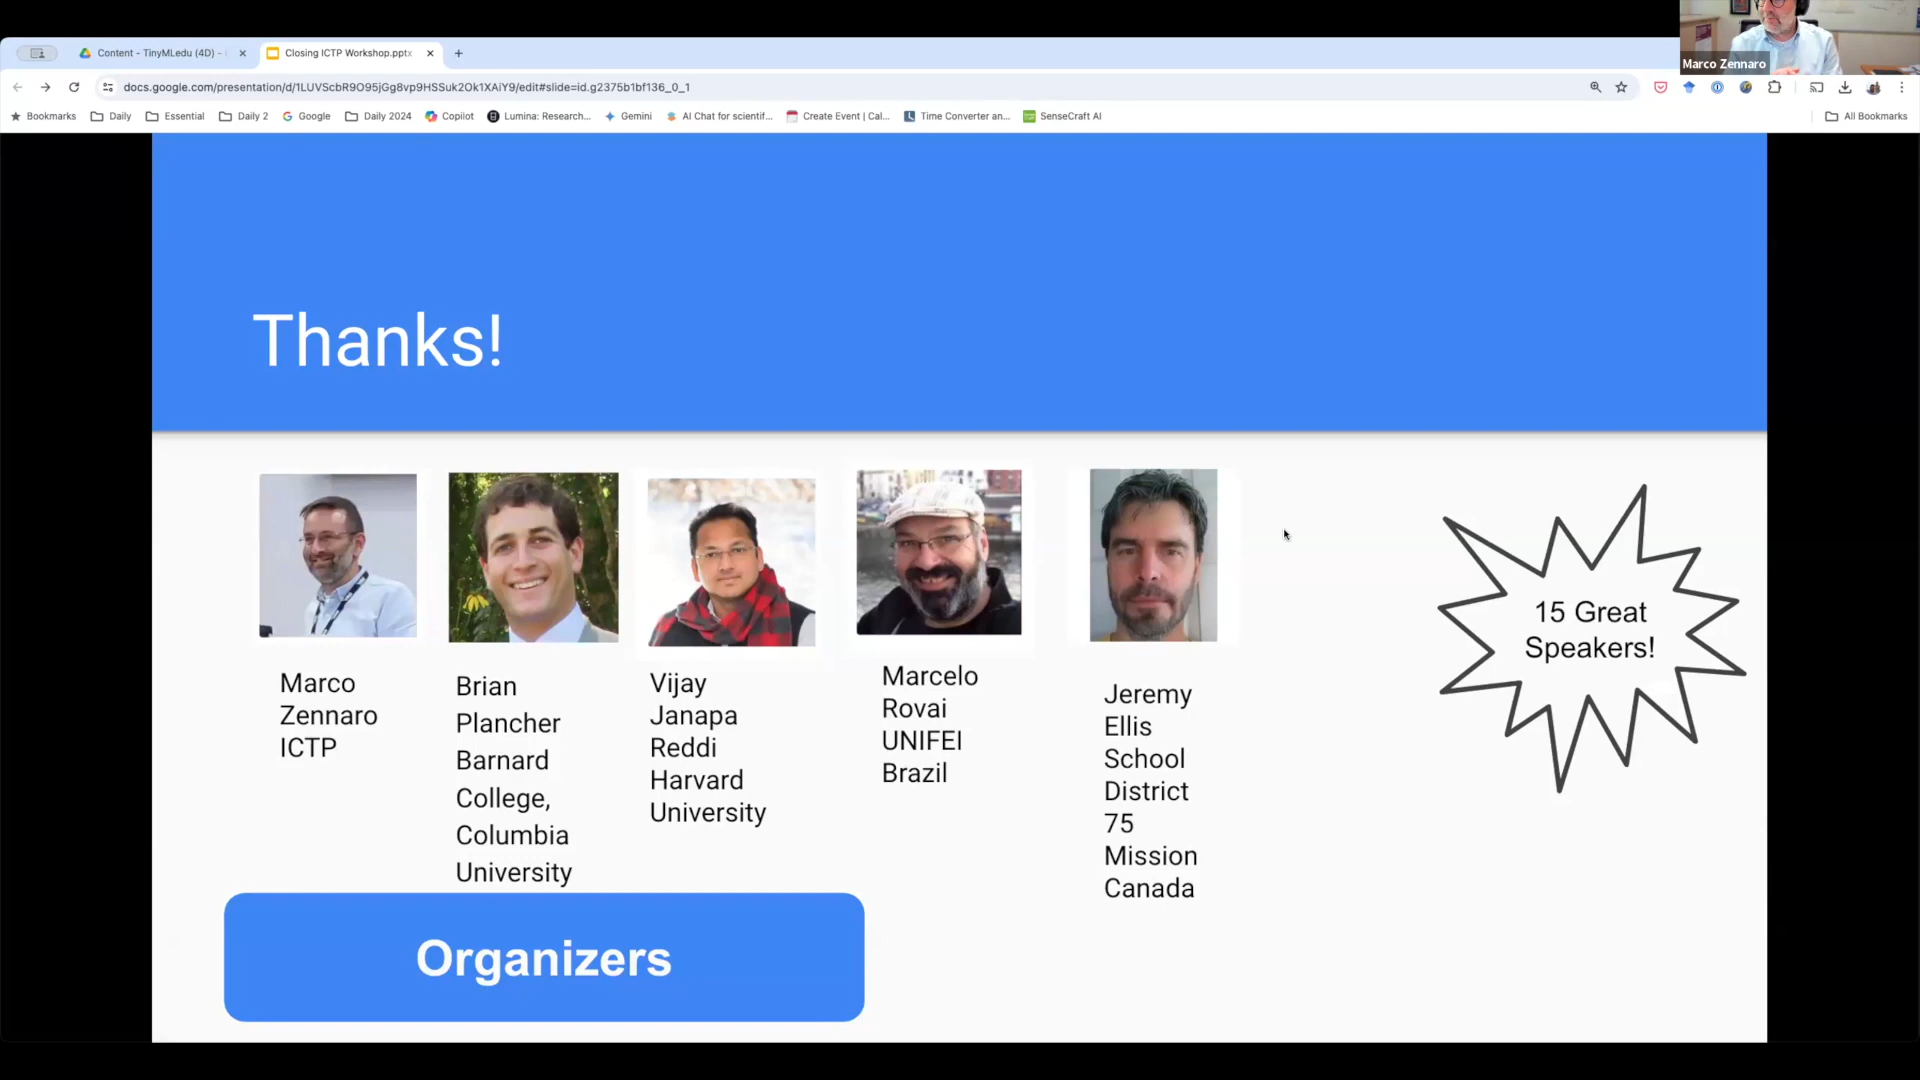 Marco Zennaro
Content - TinyMLedu (4D) -
Closing ICTP Workshop.pptx
docs.google.com/presentation/d/1LUVScbR9O95jGg8vp9HSSuk2Ok1XAiY9/edit#slide=id.g2375b1bf136_0_1
Bookmarks
Daily
Essential
Daily 2
Google
Daily 2024
Copilot
Lumina: Research...
Gemini
AI Chat for scientif...
Create Event | Cal...
Time Converter an...
SenseCraft AI
All Bookmarks
Thanks!
Marco
Zennaro
ICTP
Brian
Plancher
Barnard
College,
Columbia
University
Vijay
Janapa
Reddi
Harvard
University
Marcelo
Rovai
UNIFEI
Brazil
Jeremy
Ellis
School
District
75
Mission
Canada
15 Great
Speakers!
Organizers